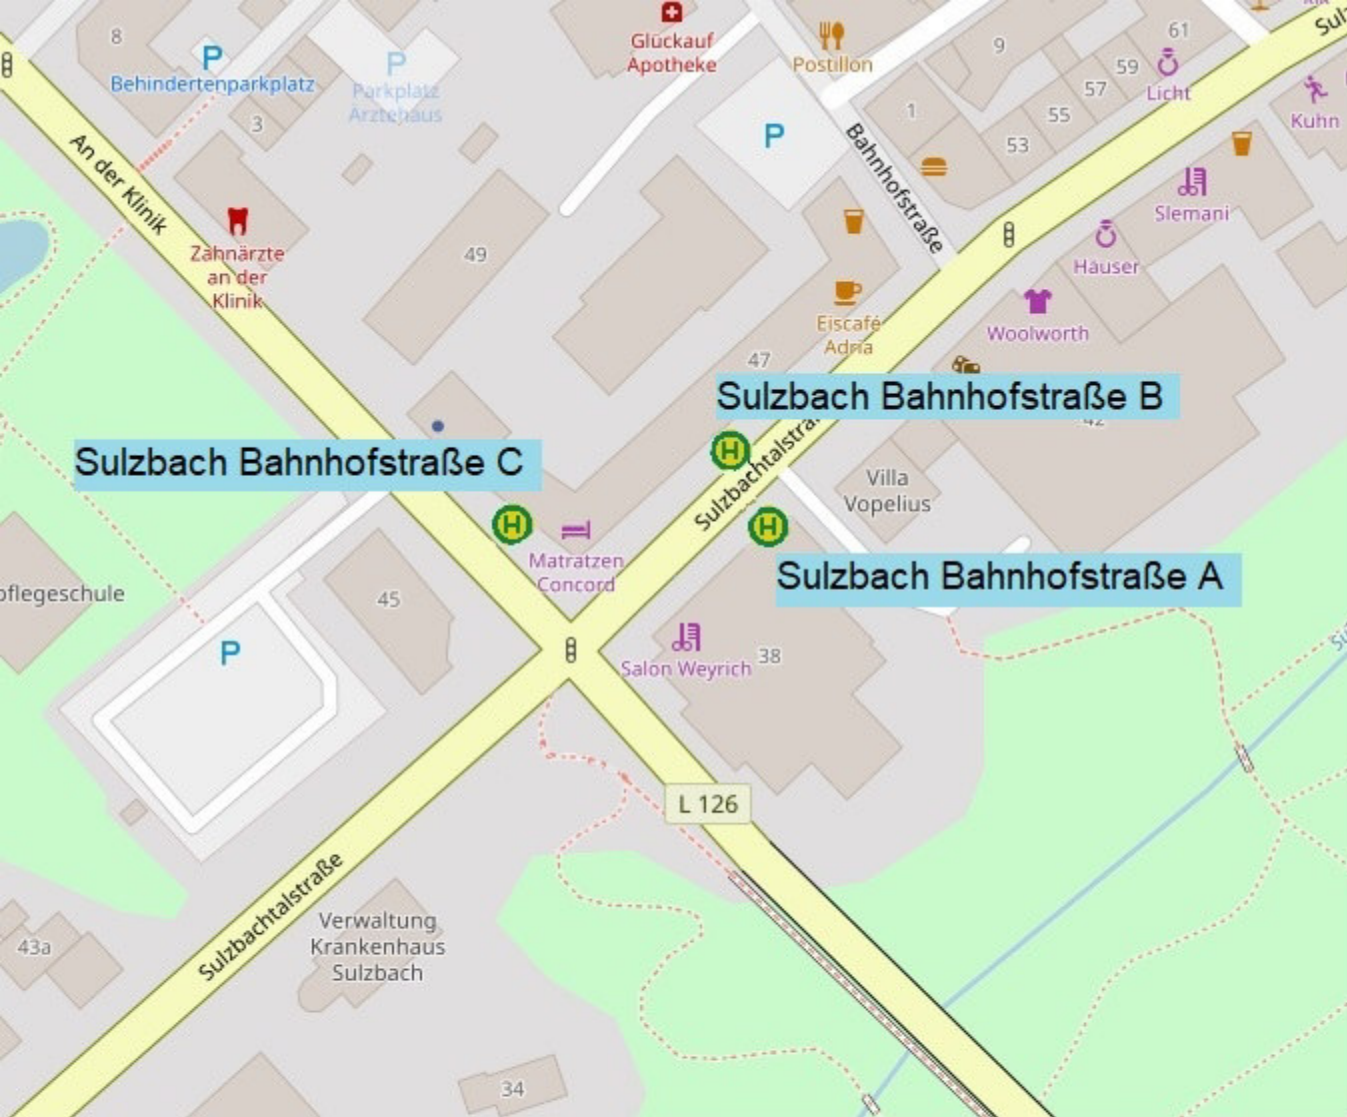 8
P
Behindertenparkplatz
P
Parkplatz
Ärztehaus
3
Glückauf
Apotheke
Postillon
P
9
61
59
57
55
53
1
Licht
Kuhn
Sul
An der Klinik
Bahnhofstraße
Zahnärzte
an der
Klinik
49
Slemani
Häuser
Woolworth
Eiscafé
Adria
47
42
Sulzbach Bahnhofstraße B
Sulzbach Bahnhofstraße C
H
H
H
Sulzbachtalstra
Villa
Vopelius
Matratzen
Concord
Sulzbach Bahnhofstraße A
pflegeschule
45
P
Salon Weyrich
38
L 126
Sulzbachtalstraße
Verwaltung
Krankenhaus
Sulzbach
43a
34